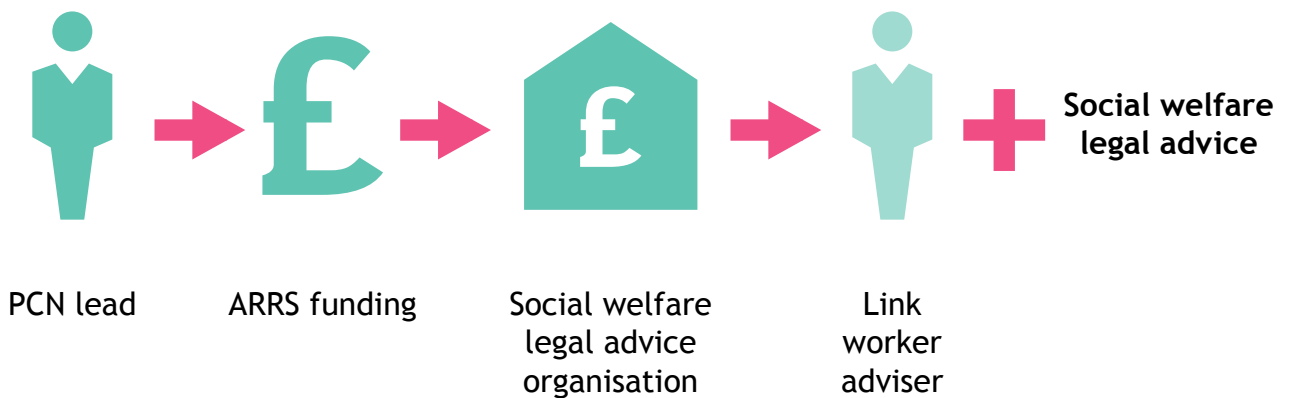 £
£
Social welfare
legal advice
PCN lead
ARRS funding
Social welfare
legal advice
organisation
Link
worker
adviser